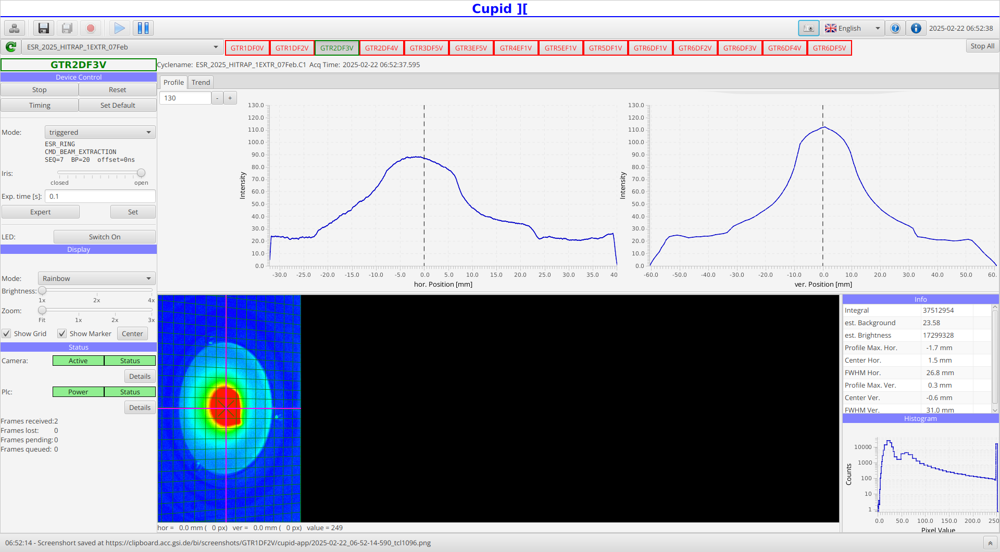 Cupid ][
English
2025-02-22 06:52:38
ESR_2025_HITRAP_1EXTR_07Feb
GTR1DF0V GTR1DF2V GTR2DF3V GTR2DF4V GTR3DF5V GTR3EF5V GTR4EF1V GTR5EF1V GTR5DF1V GTR6DF1V GTR6DF2V GTR6DF3V GTR6DF4V GTR6DF5V
Stop All
GTR2DF3V
Cyclename: ESR_2025_HITRAP_1EXTR_07Feb.C1 Acq Time: 2025-02-22 06:52:37.595
Device Control
Stop Reset
Timing Set Default
Mode: triggered
ESR_RING
CMD_BEAM_EXTRACTION
SEQ=7 BP=20 offset=0ns
Iris:
closed open
Exp. time [s]: 0.1
Expert Set
LED: Switch On
Display
Mode: Rainbow
Brightness:
1x 2x 4x
Zoom:
Fit 1x 2x 3x
Show Grid Show Marker Center
Status
Camera: Active Status
Details
Plc: Power Status
Details
Frames received:2
Frames lost: 0
Frames pending:0
Frames queued: 0
Profile Trend
130 - +
Intensity
130.0
120.0
110.0
100.0
90.0
80.0
70.0
60.0
50.0
40.0
30.0
20.0
10.0
0.0
-30.0 -25.0 -20.0 -15.0 -10.0 -5.0 0.0 5.0 10.0 15.0 20.0 25.0 30.0 35.0 40
hor. Position [mm]
Intensity
130.0
120.0
110.0
100.0
90.0
80.0
70.0
60.0
50.0
40.0
30.0
20.0
10.0
0.0
-60.0 -50.0 -40.0 -30.0 -20.0 -10.0 0.0 10.0 20.0 30.0 40.0 50.0 60.
ver. Position [mm]
hor = 0.0 mm ( 0 px) ver = 0.0 mm ( 0 px) value = 249
Info
Integral 37512954
est. Background 23.58
est. Brightness 17299328
Profile Max. Hor. -1.7 mm
Center Hor. 1.5 mm
FWHM Hor. 26.8 mm
Profile Max. Ver. 0.3 mm
Center Ver. -0.6 mm
FWHM Ver. 31.0 mm
Histogram
Counts
10000
1000
100
10
1
0.0 50.0 100.0 150.0 200.0 250
Pixel Value
06:52:14 - Screenshort saved at https://clipboard.acc.gsi.de/bi/screenshots/GTR1DF2V/cupid-app/2025-02-22_06-52-14-590_tcl1096.png